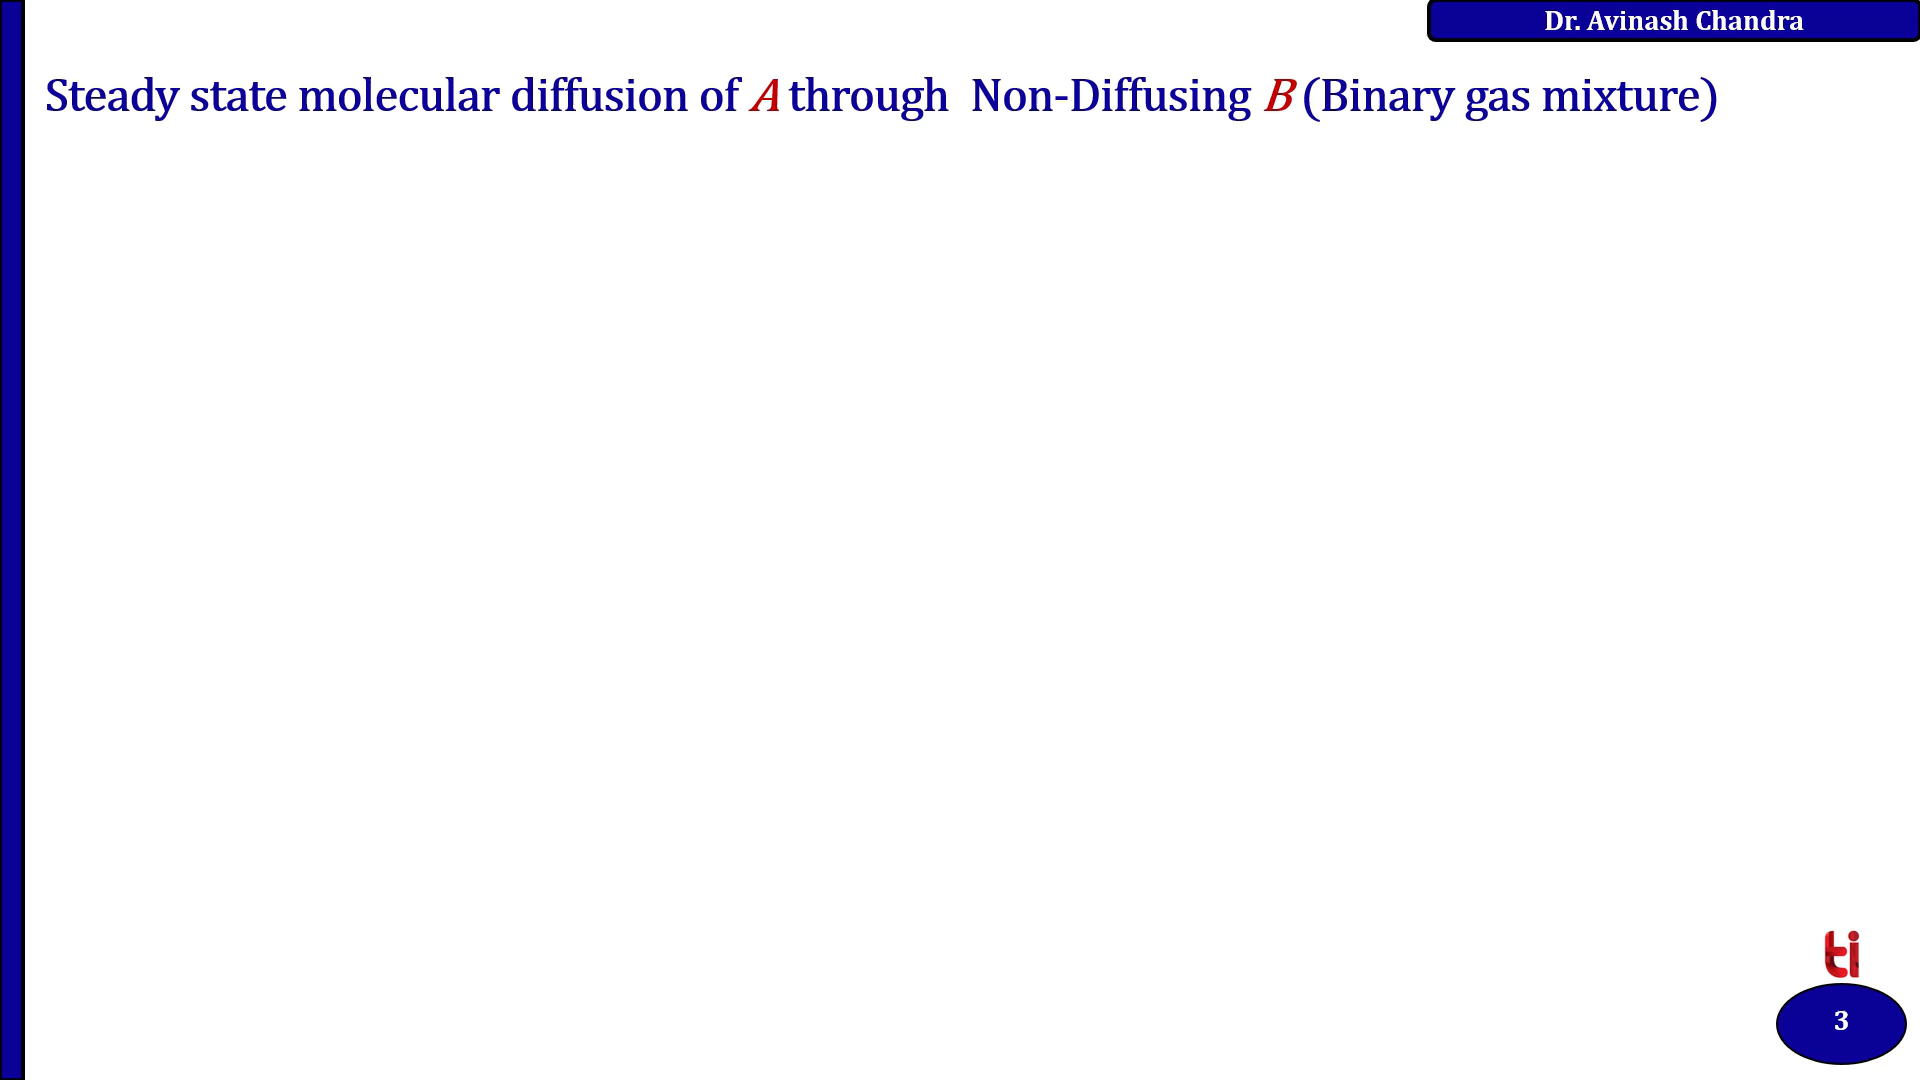 Dr. Avinash Chandra
Steady state molecular diffusion of A through Non-Diffusing B (Binary gas mixture)
ti
3